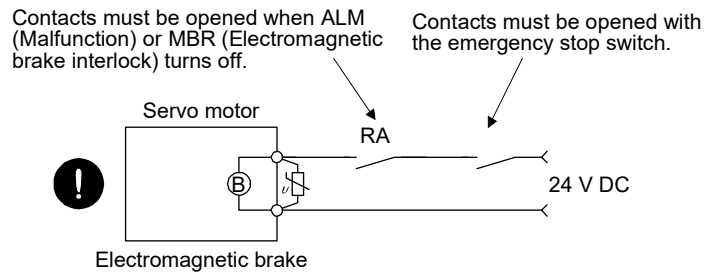 Contacts must be opened when ALM
(Malfunction) or MBR (Electromagnetic
brake interlock) turns off.
Contacts must be opened with
the emergency stop switch.
Servo motor
RA
B
υ
24 V DC
Electromagnetic brake